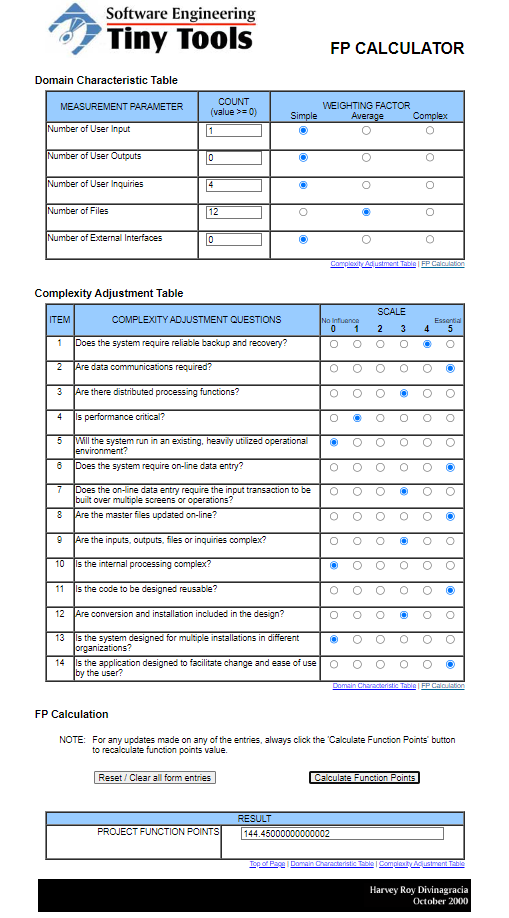 Software Engineering
Tiny Tools
FP CALCULATOR
Domain Characteristic Table
MEASUREMENT PARAMETER
COUNT
(value >= 0)
WEIGHTING FACTOR
Simple Average Complex
Number of User Input 1
Number of User Outputs 0
Number of User Inquiries 4
Number of Files 12
Number of External Interfaces 0
Complexity Adjustment Table | FP Calculation
Complexity Adjustment Table
ITEM COMPLEXITY ADJUSTMENT QUESTIONS
SCALE
No Influence Essential
0 1 2 3 4 5
1 Does the system require reliable backup and recovery?
2 Are data communications required?
3 Are there distributed processing functions?
4 Is performance critical?
5 Will the system run in an existing, heavily utilized operational
environment?
6 Does the system require on-line data entry?
7 Does the on-line data entry require the input transaction to be
built over multiple screens or operations?
8 Are the master files updated on-line?
9 Are the inputs, outputs, files or inquiries complex?
10 Is the internal processing complex?
11 Is the code to be designed reusable?
12 Are conversion and installation included in the design?
13 Is the system designed for multiple installations in different
organizations?
14 Is the application designed to facilitate change and ease of use
by the user?
Domain Characteristic Table | FP Calculation
FP Calculation
NOTE: For any updates made on any of the entries, always click the 'Calculate Function Points' button
to recalculate function points value.
Reset / Clear all form entries Calculate Function Points
RESULT
PROJECT FUNCTION POINTS 144.45000000000002
Top of Page | Domain Characteristic Table | Complexity Adjustment Table
Harvey Roy Divinagracia
October 2000